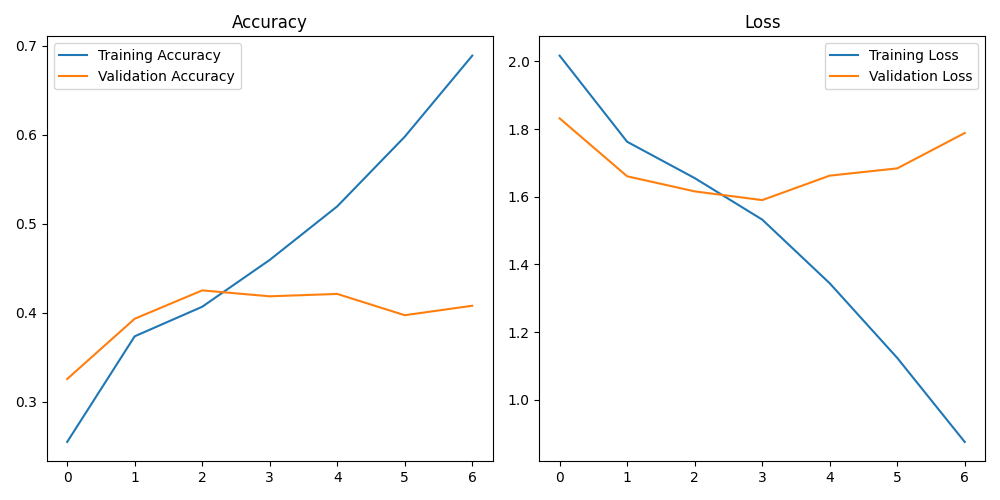 Accuracy
Training Accuracy
Validation Accuracy
0.7
0.6
0.5
0.4
0.3
0 1 2 3 4 5 6
Loss
Training Loss
Validation Loss
2.0
1.8
1.6
1.4
1.2
1.0
0 1 2 3 4 5 6